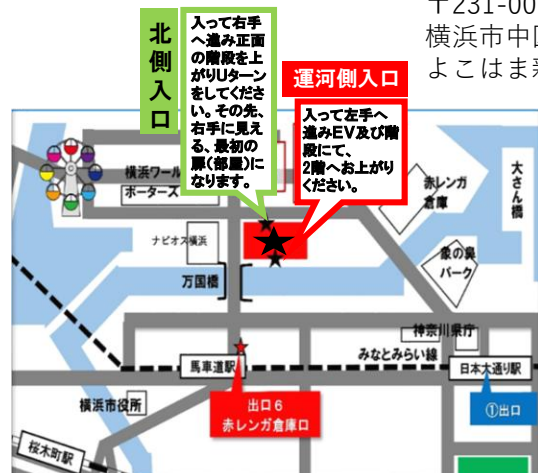 〒231-00
横浜市中区
よこはま新
北側入口
入って右手
へ進み正面
の階段を上
がりUターン
をしてくださ
い。その先、
右手に見え
る、最初の
扉(部屋)に
なります。
運河側入口
入って左手へ
進みEV及び階
段にて、
2階へお上がり
ください。
横浜ワール
ポーターズ
赤レンガ
倉庫
大さん橋
ナビオス横浜
象の鼻
パーク
万国橋
神奈川県庁
みなとみらい線
馬車道駅
日本大通り駅
横浜市役所
出口6
赤レンガ倉庫口
①出口
桜木町駅